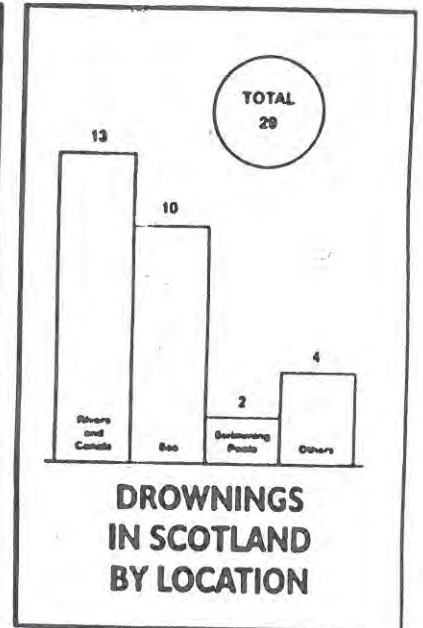 TOTAL
29
13
10
2
4
Rivers
and
Canals
Sea
Swimming
Pools
Others
DROWNINGS
IN SCOTLAND
BY LOCATION